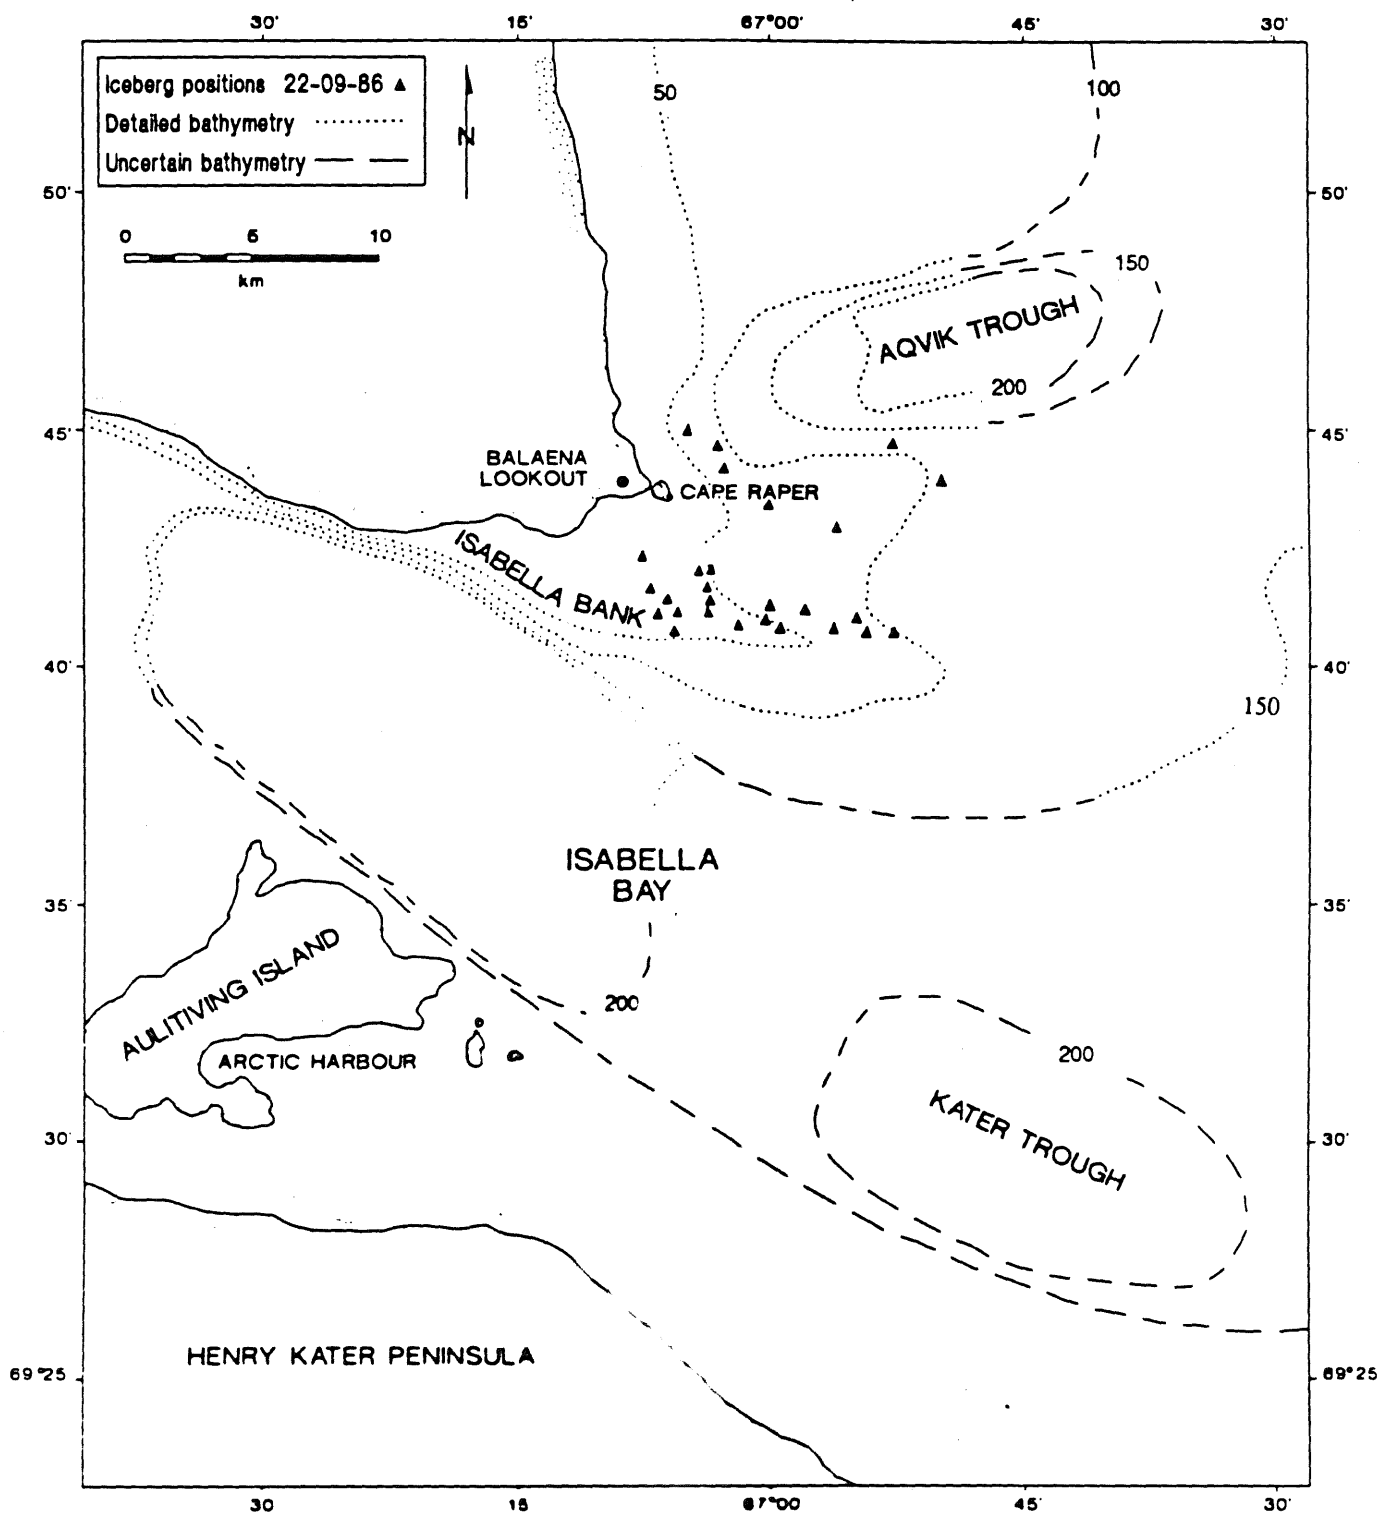 30' 15' 67°00' 45' 30'
Iceberg positions 22-09-86 ▲
Detailed bathymetry
Uncertain bathymetry
N
50
100
50' 50'
0 5 10
km
150
AQVIK TROUGH
200
45' 45'
BALAENA
LOOKOUT
CAPE RAPER
ISABELLA BANK
40' 40'
150
ISABELLA
BAY
35' 35'
AULITIVING ISLAND
200
ARCTIC HARBOUR
200
KATER TROUGH
30' 30'
HENRY KATER PENINSULA
69°25 69°25
30 15 67°00 45' 30'